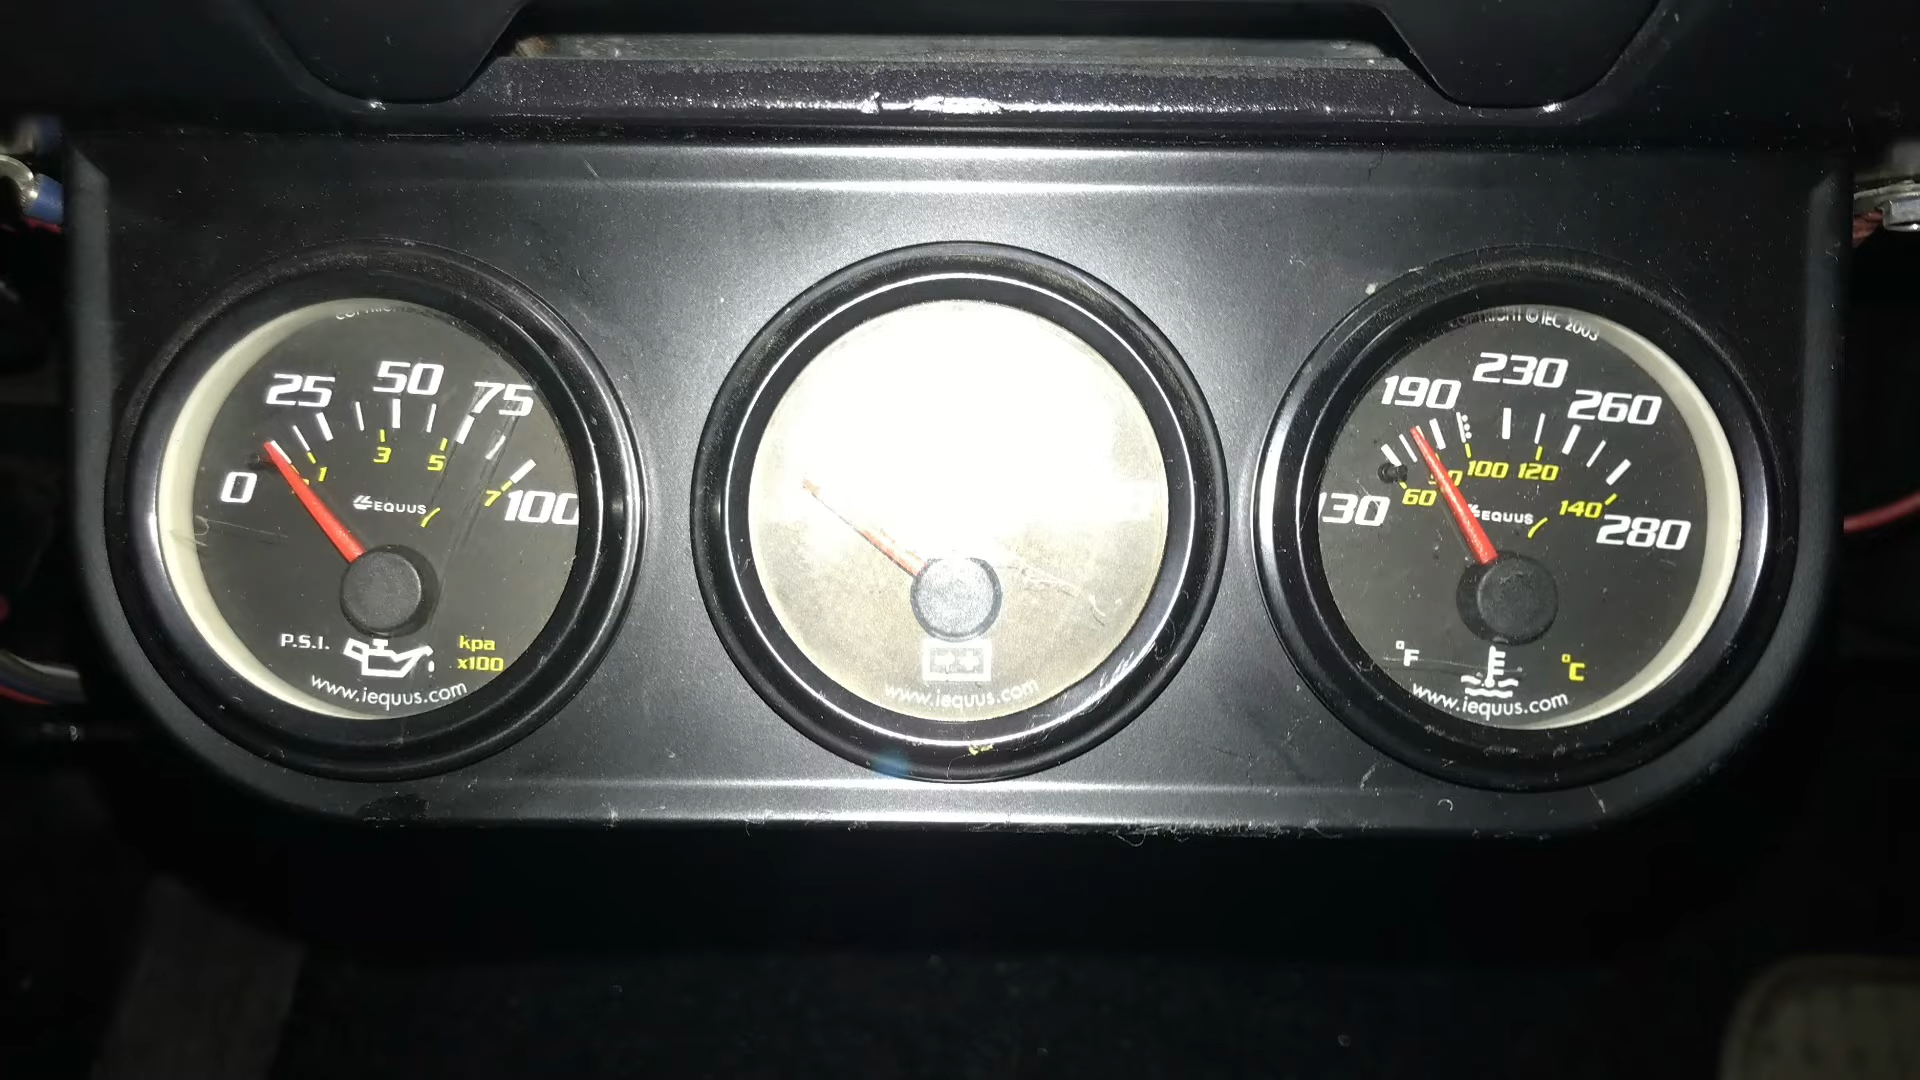 0
25
50
75
100
1
3
5
7
EQUUS
P.S.I.
kpa
x100
www.iequus.com
www.iequus.com
COPYRIGHT © IEC 2003
130
190
230
260
280
60
100
120
140
EQUUS
°F
°C
www.iequus.com